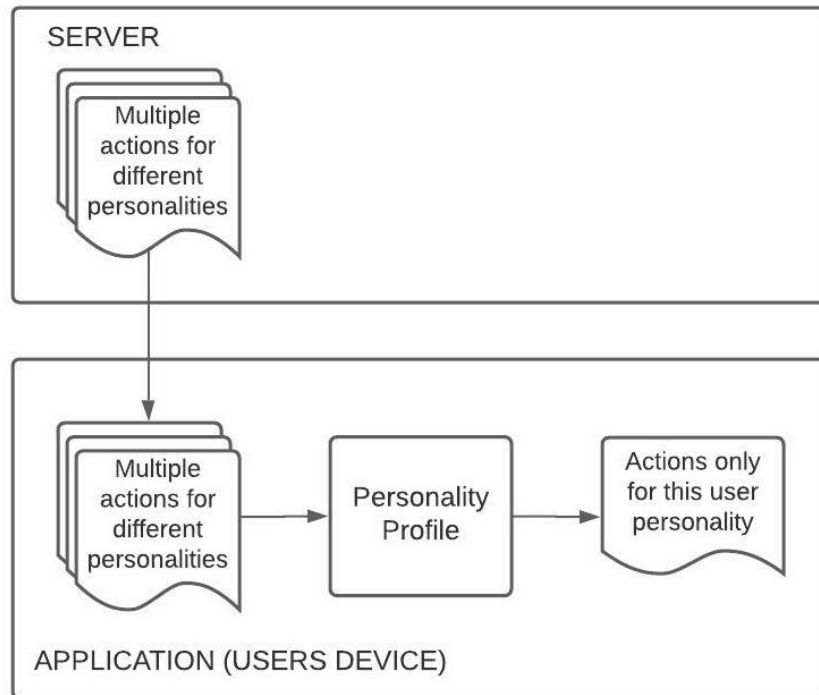 SERVER
Multiple
actions for
different
personalities
Multiple
actions for
different
personalities
Personality
Profile
Actions only
for this user
personality
APPLICATION (USERS DEVICE)